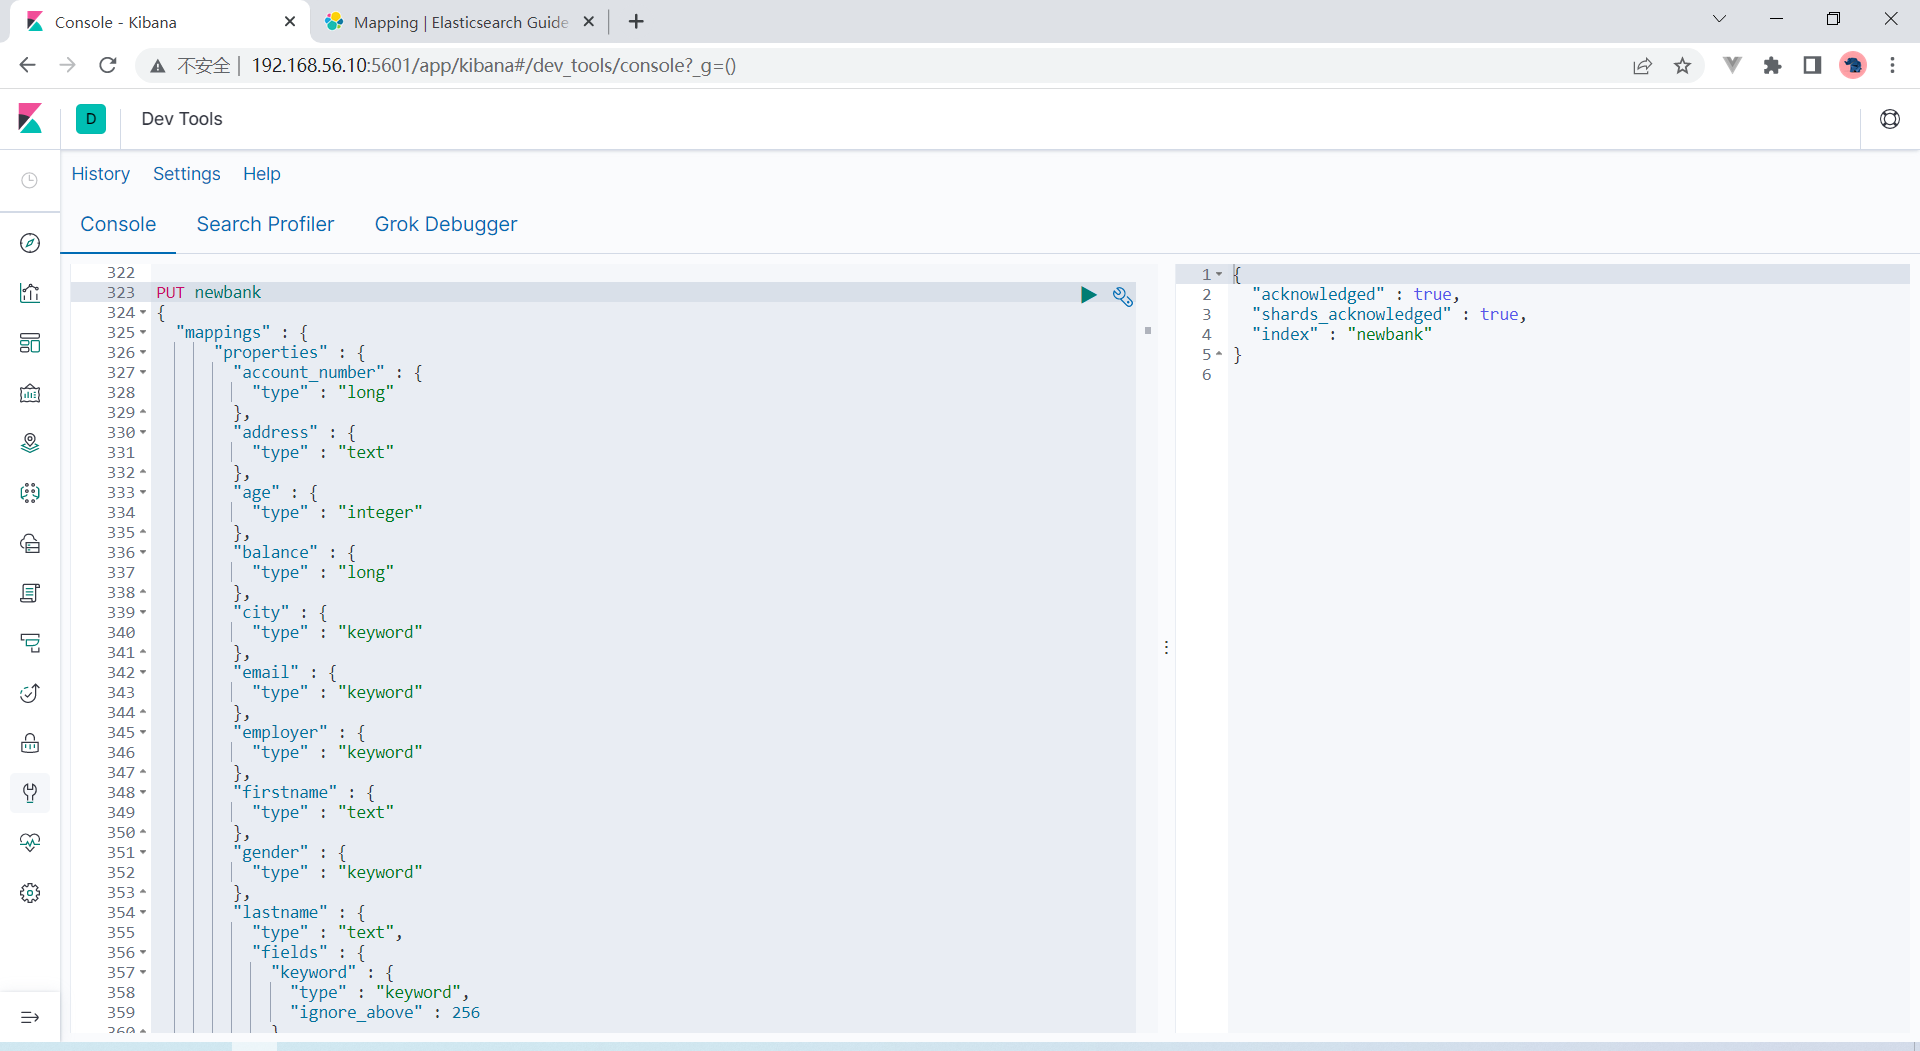 Console - Kibana
Mapping | Elasticsearch Guide
不安全 | 192.168.56.10:5601/app/kibana#/dev_tools/console?_g=()
D Dev Tools
History Settings Help
Console Search Profiler Grok Debugger
322
323 PUT newbank
324 {
325 "mappings" : {
326 "properties" : {
327 "account_number" : {
328 "type" : "long"
329 },
330 "address" : {
331 "type" : "text"
332 },
333 "age" : {
334 "type" : "integer"
335 },
336 "balance" : {
337 "type" : "long"
338 },
339 "city" : {
340 "type" : "keyword"
341 },
342 "email" : {
343 "type" : "keyword"
344 },
345 "employer" : {
346 "type" : "keyword"
347 },
348 "firstname" : {
349 "type" : "text"
350 },
351 "gender" : {
352 "type" : "keyword"
353 },
354 "lastname" : {
355 "type" : "text",
356 "fields" : {
357 "keyword" : {
358 "type" : "keyword",
359 "ignore_above" : 256
360 }
1 {
2 "acknowledged" : true,
3 "shards_acknowledged" : true,
4 "index" : "newbank"
5 }
6